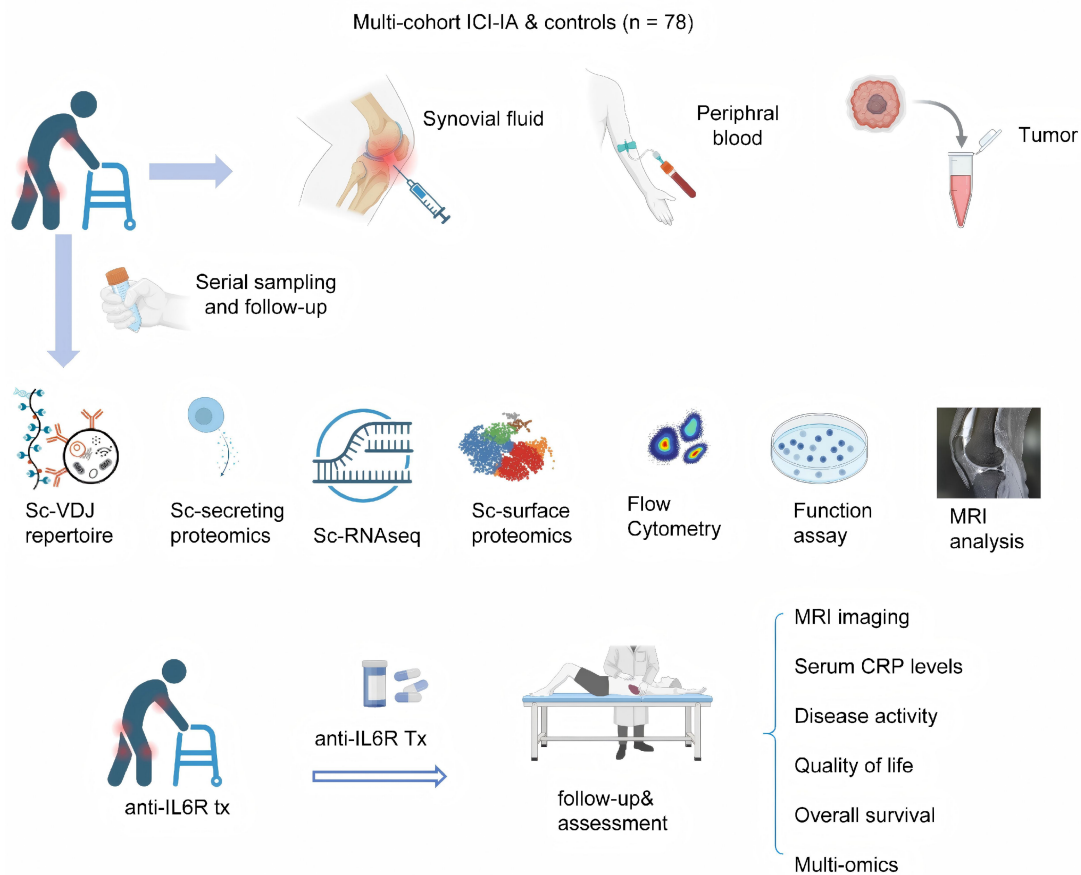 Multi-cohort ICI-IA & controls (n = 78)
Synovial fluid
Periphral
blood
Tumor
Serial sampling
and follow-up
Sc-VDJ
repertoire
Sc-secreting
proteomics
Sc-RNAseq
Sc-surface
proteomics
Flow
Cytometry
Function
assay
MRI
analysis
anti-IL6R tx
anti-IL6R Tx
follow-up&
assessment
MRI imaging
Serum CRP levels
Disease activity
Quality of life
Overall survival
Multi-omics